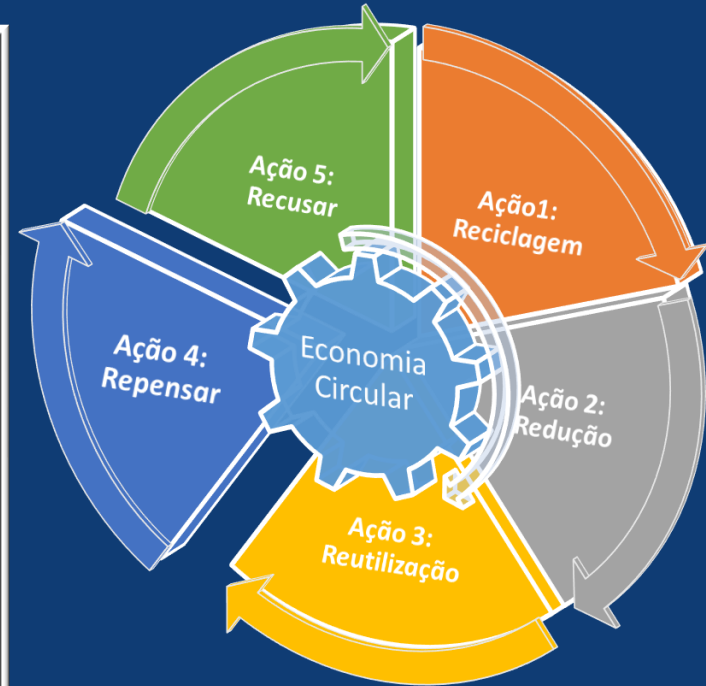 Ação 5:
Recusar
Ação1:
Reciclagem
Ação 4:
Repensar
Economia
Circular
Ação 2:
Redução
Ação 3:
Reutilização